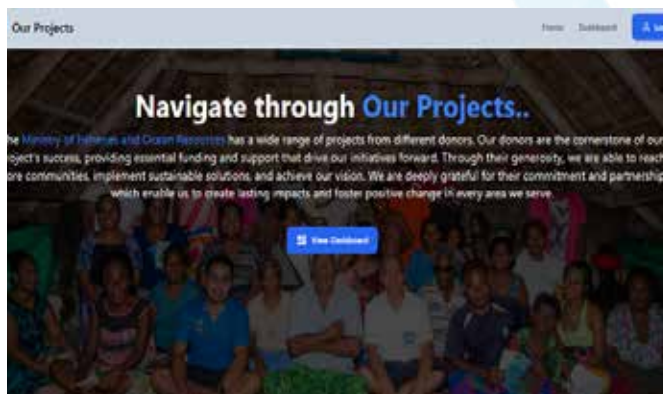 Our Projects
Home Dashboard
Navigate through Our Projects..
he Ministry of Fisheries and Ocean Resources has a wide range of projects from different donors. Our donors are the cornerstone of our
oject's success, providing essential funding and support that drive our initiatives forward. Through their generosity, we are able to reach
ore communities, implement sustainable solutions, and achieve our vision. We are deeply grateful for their commitment and partnership
which enable us to create lasting impacts and foster positive change in every area we serve.
View Dashboard